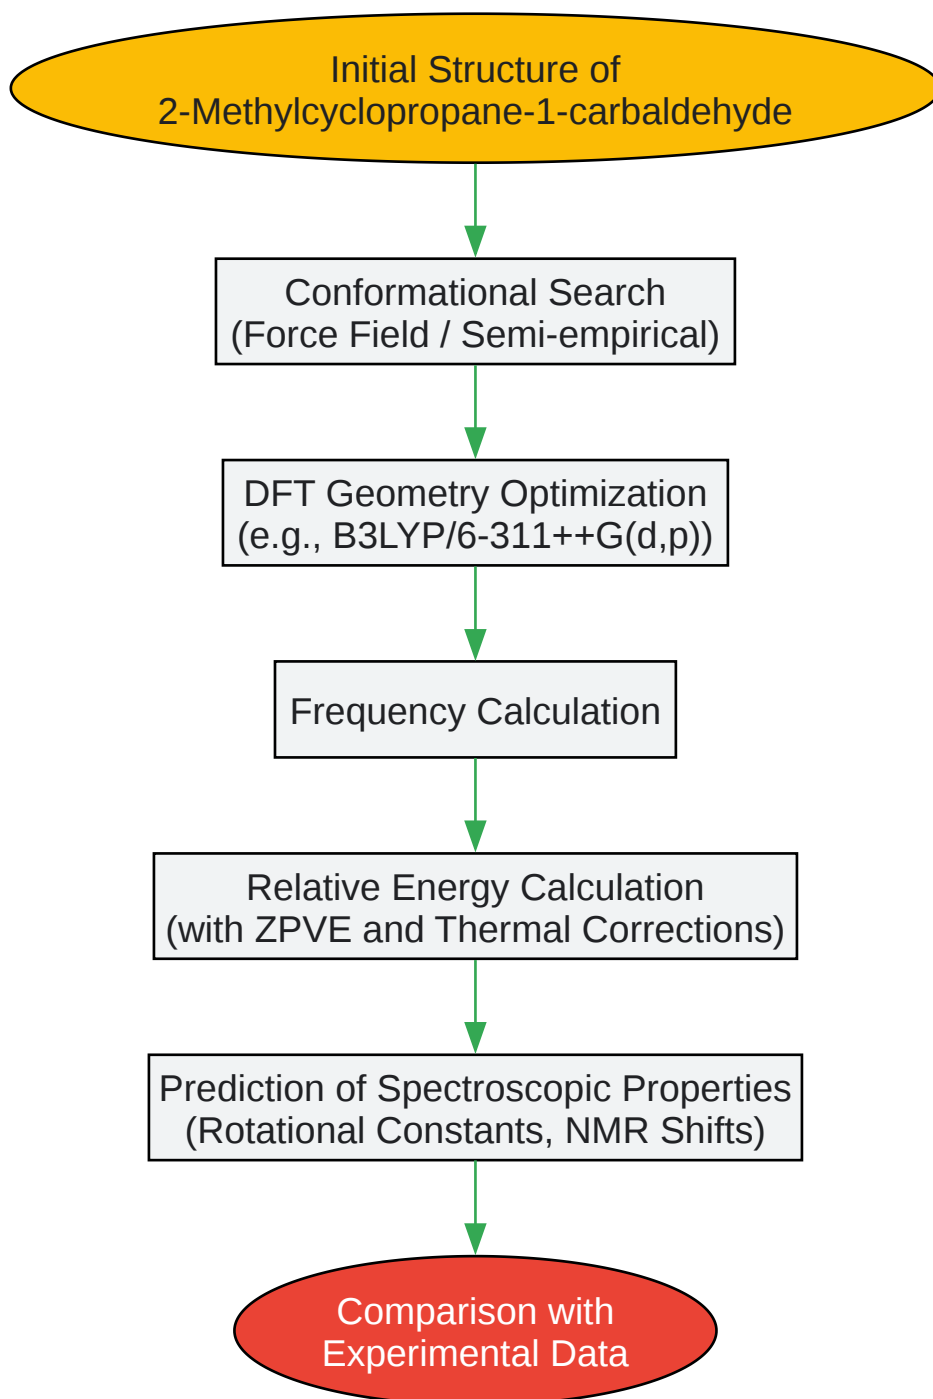 Initial Structure of
2-Methylcyclopropane-1-carbaldehyde
Conformational Search
(Force Field / Semi-empirical)
DFT Geometry Optimization
(e.g., B3LYP/6-311++G(d,p))
Frequency Calculation
Relative Energy Calculation
(with ZPVE and Thermal Corrections)
Prediction of Spectroscopic Properties
(Rotational Constants, NMR Shifts)
Comparison with
Experimental Data